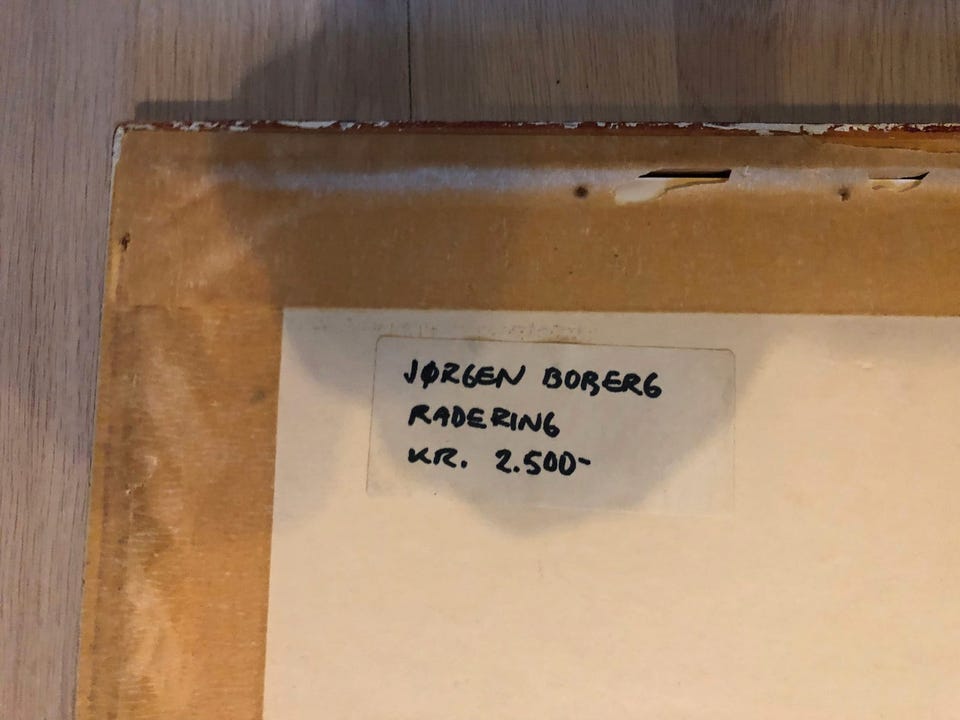 JØRGEN BOBERG
RADERING
KR. 2.500-